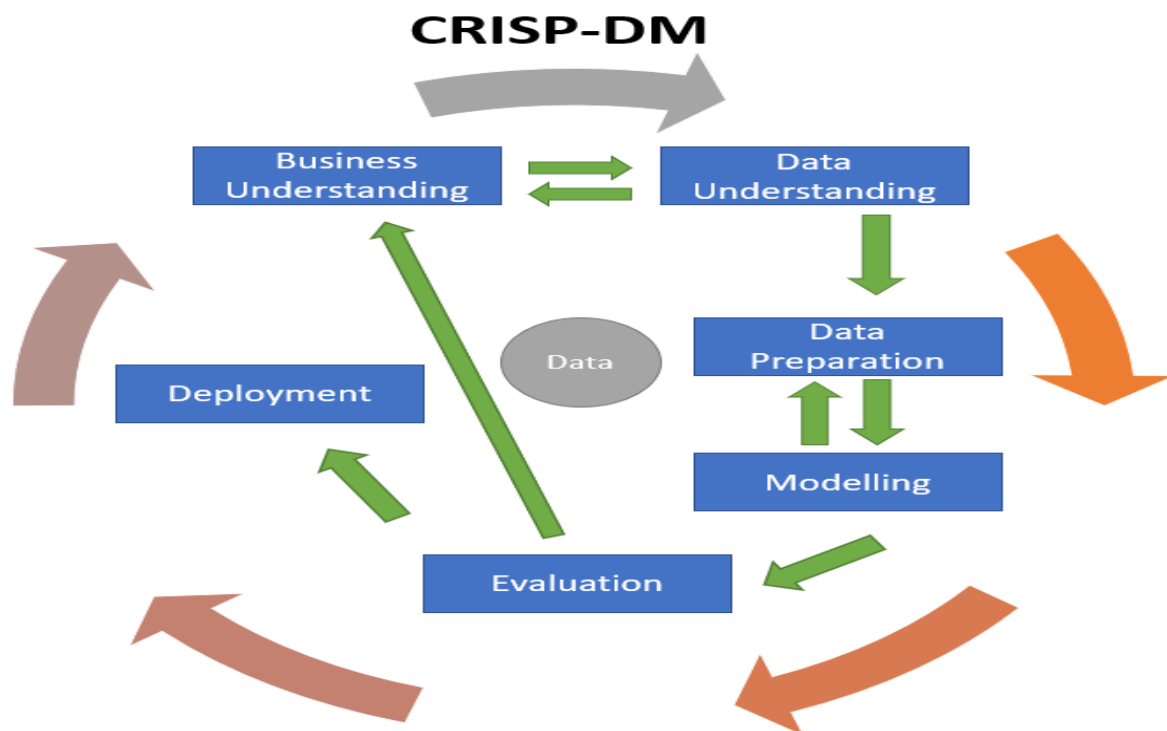 CRISP-DM
Business
Understanding
Data
Understanding
Data
Data
Preparation
Deployment
Modelling
Evaluation